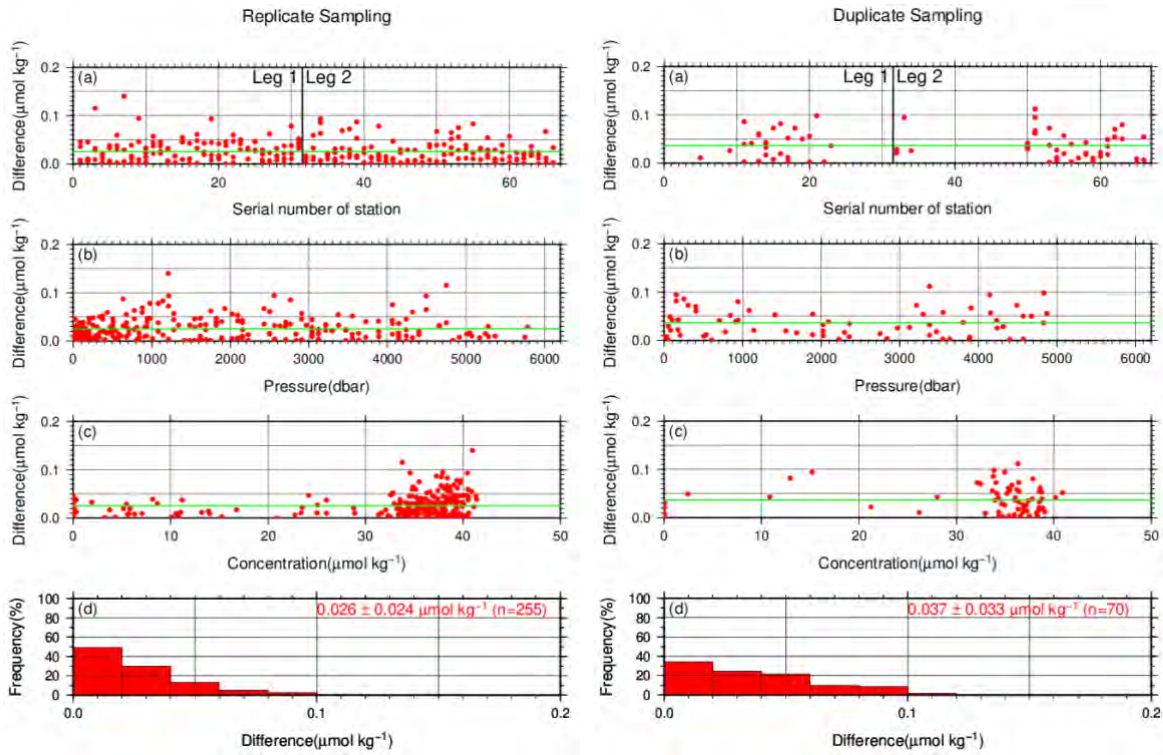 Replicate Sampling
Difference(μmol kg⁻¹)
0.2
0.1
0.0
(a)
Leg 1 Leg 2
0 20 40 60
Serial number of station
Difference(μmol kg⁻¹)
0.2
0.1
0.0
(b)
0 1000 2000 3000 4000 5000 6000
Pressure(dbar)
Difference(μmol kg⁻¹)
0.2
0.1
0.0
(c)
0 10 20 30 40 50
Concentration(μmol kg⁻¹)
Frequency(%)
100
80
60
40
20
0
(d)
0.026 ± 0.024 μmol kg⁻¹ (n=255)
0.0 0.1 0.2
Difference(μmol kg⁻¹)
Duplicate Sampling
Difference(μmol kg⁻¹)
0.2
0.1
0.0
(a)
Leg 1 Leg 2
0 20 40 60
Serial number of station
Difference(μmol kg⁻¹)
0.2
0.1
0.0
(b)
0 1000 2000 3000 4000 5000 6000
Pressure(dbar)
Difference(μmol kg⁻¹)
0.2
0.1
0.0
(c)
0 10 20 30 40 50
Concentration(μmol kg⁻¹)
Frequency(%)
100
80
60
40
20
0
(d)
0.037 ± 0.033 μmol kg⁻¹ (n=70)
0.0 0.1 0.2
Difference(μmol kg⁻¹)